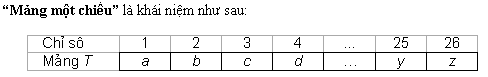 “Mảng một chiều” là khái niệm như sau:
Chỉ số 1 2 3 4 ... 25 26
Mảng T a b c d ... y z